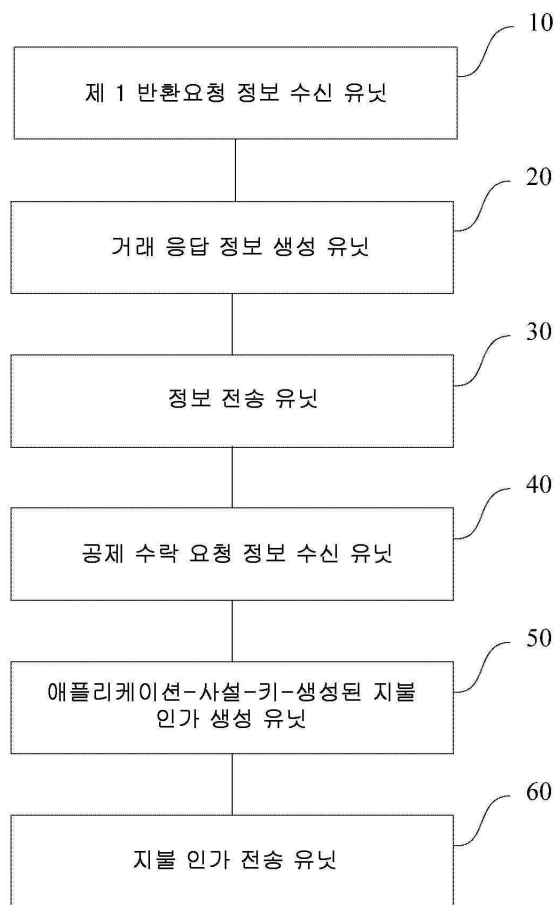 10
제 1 반환요청 정보 수신 유닛
20
거래 응답 정보 생성 유닛
30
정보 전송 유닛
40
공제 수락 요청 정보 수신 유닛
50
애플리케이션-사설-키-생성된 지불
인가 생성 유닛
60
지불 인가 전송 유닛